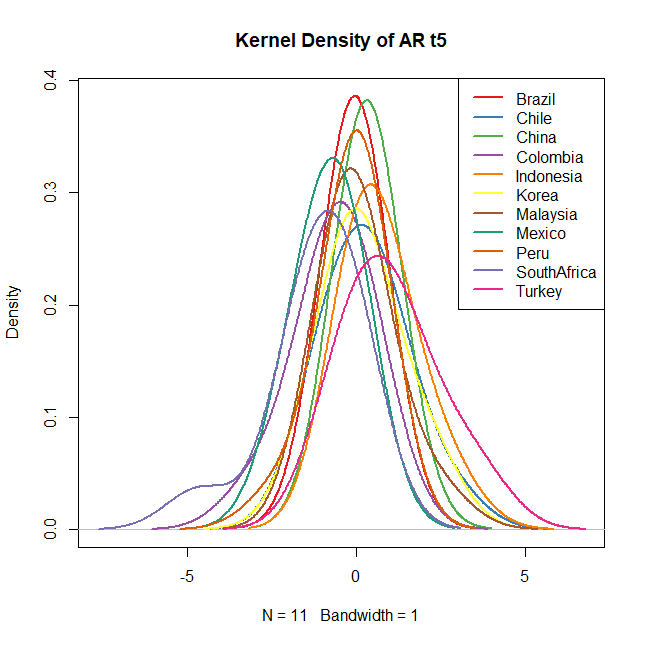 Kernel Density of AR t5
Density
0.4
0.3
0.2
0.1
0.0
Brazil
Chile
China
Colombia
Indonesia
Korea
Malaysia
Mexico
Peru
SouthAfrica
Turkey
-5
0
5
N = 11   Bandwidth = 1